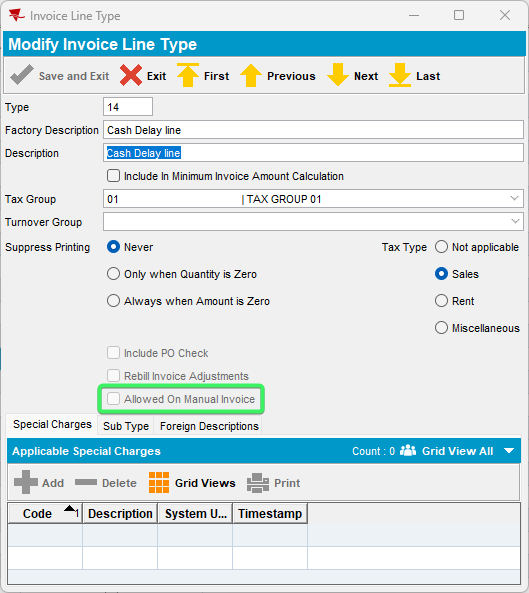 Invoice Line Type
Modify Invoice Line Type
Save and Exit Exit First Previous Next Last
Type 14
Factory Description Cash Delay line
Description Cash Delay line
Include In Minimum Invoice Amount Calculation
Tax Group 01 | TAX GROUP 01
Turnover Group
Suppress Printing Never Tax Type Not applicable
Only when Quantity is Zero Sales
Always when Amount is Zero Rent
Miscellaneous
Include PO Check
Rebill Invoice Adjustments
Allowed On Manual Invoice
Special Charges Sub Type Foreign Descriptions
Applicable Special Charges Count : 0 Grid View All
Add Delete Grid Views Print
Code 1 Description System U... Timestamp